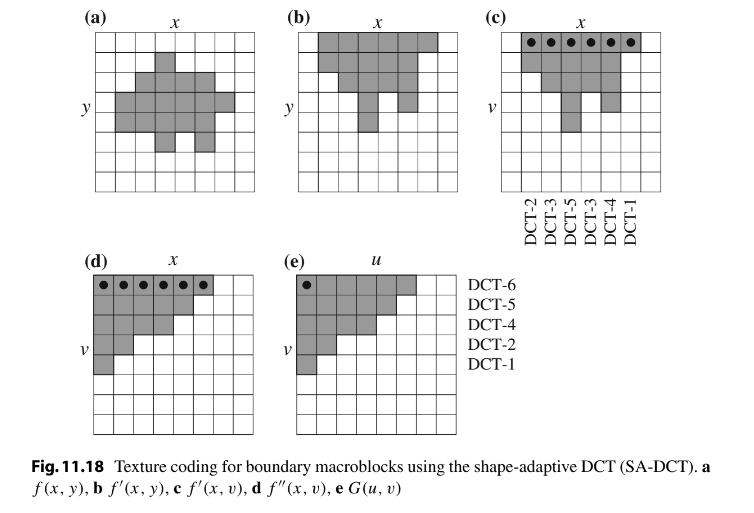 (a)
x
y
(b)
x
y
(c)
x
v
DCT-2
DCT-3
DCT-5
DCT-3
DCT-4
DCT-1
(d)
x
v
(e)
u
v
DCT-6
DCT-5
DCT-4
DCT-2
DCT-1
Fig. 11.18 Texture coding for boundary macroblocks using the shape-adaptive DCT (SA-DCT). a
f(x, y), b f′(x, y), c f′(x, v), d f″(x, v), e G(u, v)